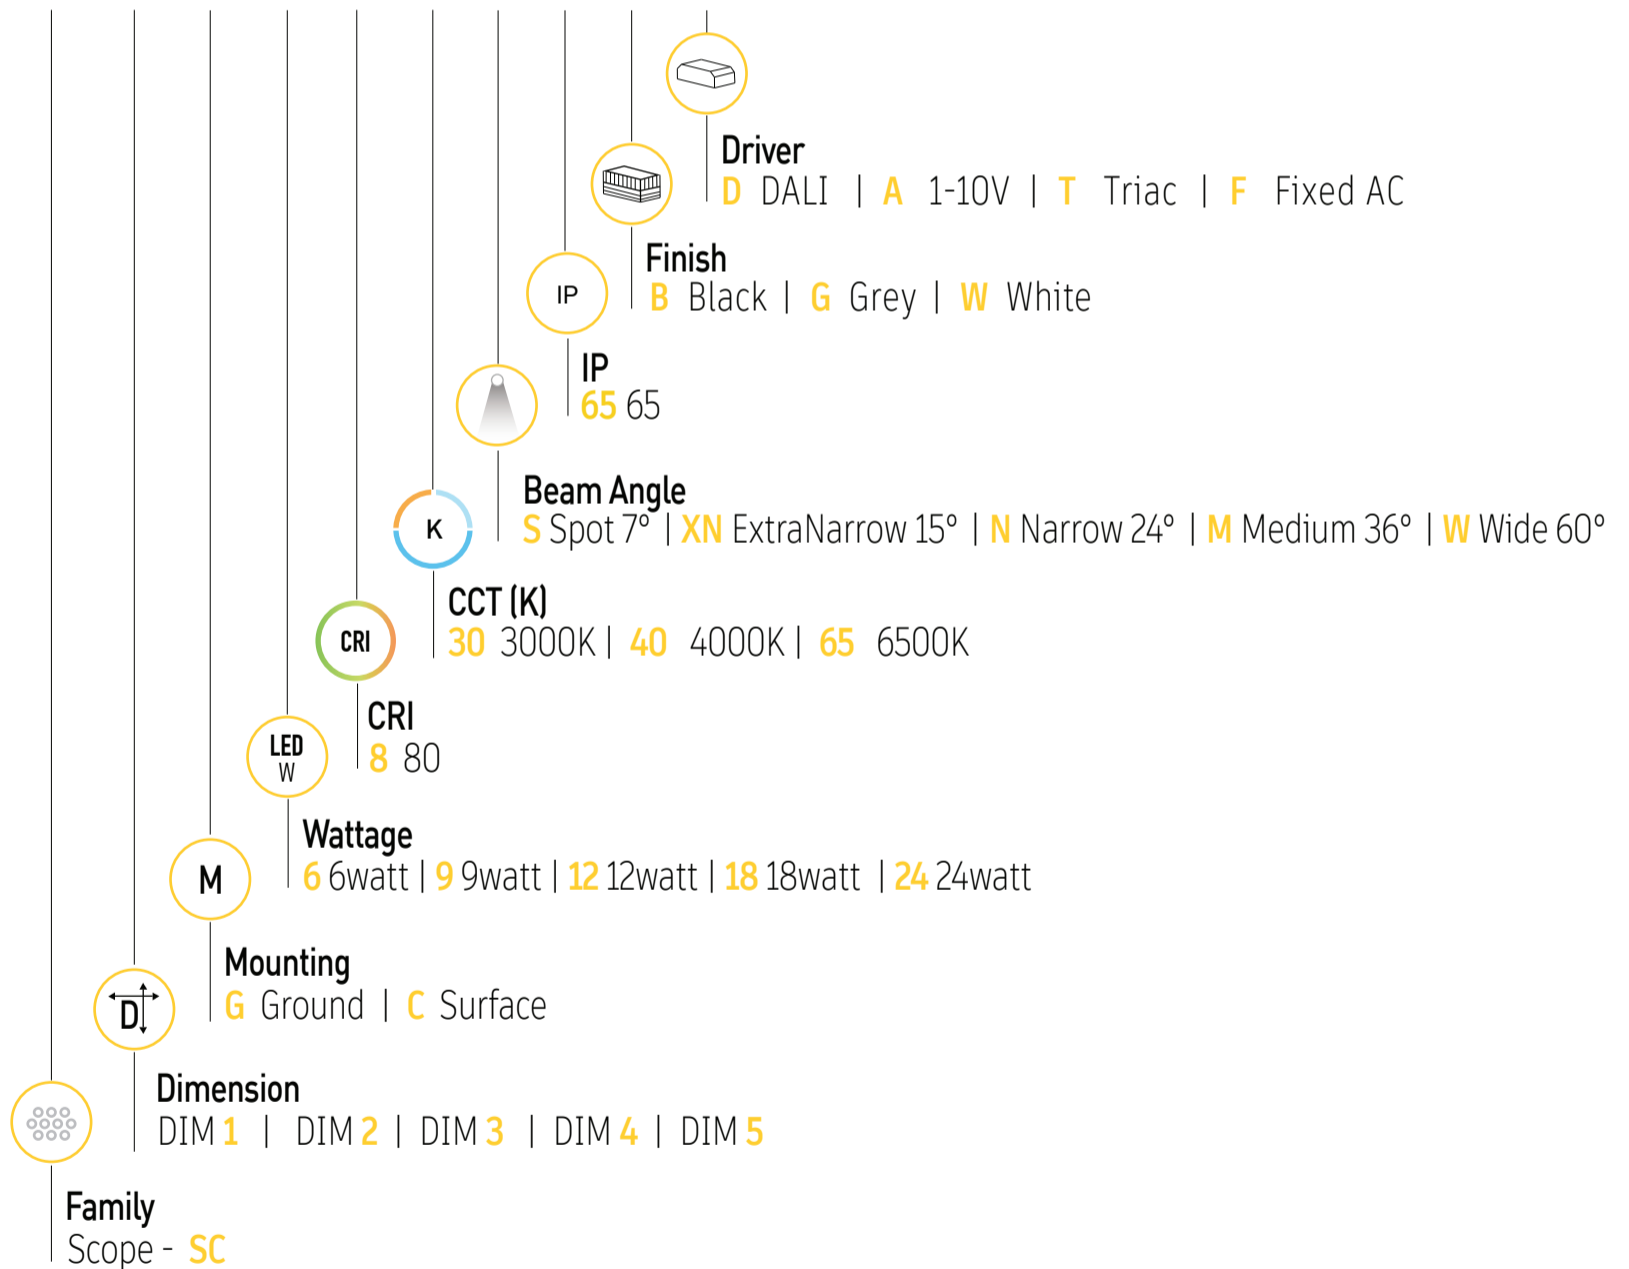 Driver
D DALI | A 1-10V | T Triac | F Fixed AC
Finish
B Black | G Grey | W White
IP
IP
65 65
Beam Angle
S Spot 7° | XN ExtraNarrow 15° | N Narrow 24° | M Medium 36° | W Wide 60°
K
CCT (K)
30 3000K | 40 4000K | 65 6500K
CRI
CRI
8 80
LED
W
Wattage
6 6watt | 9 9watt | 12 12watt | 18 18watt | 24 24watt
M
Mounting
G Ground | C Surface
D
Dimension
DIM 1 | DIM 2 | DIM 3 | DIM 4 | DIM 5
Family
Scope - SC